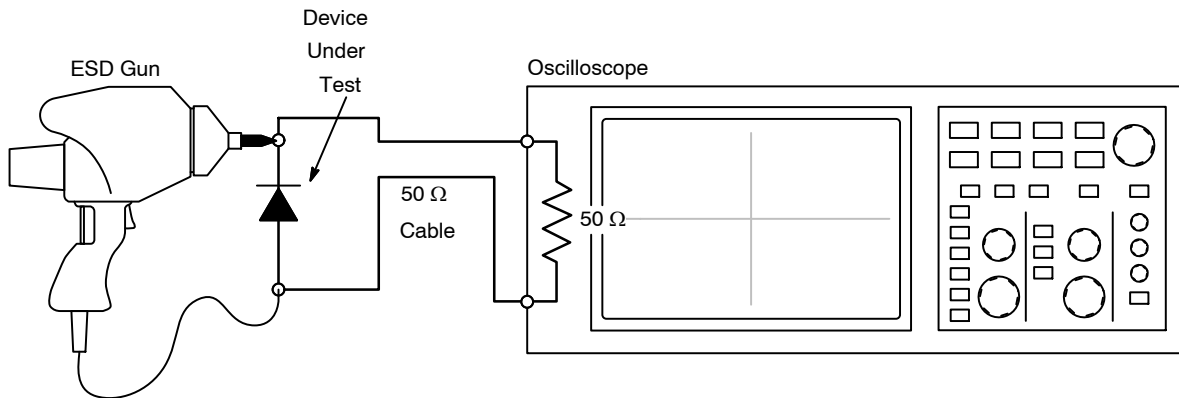 Device
Under
Test
ESD Gun
Oscilloscope
50 Ω
Cable
50 Ω